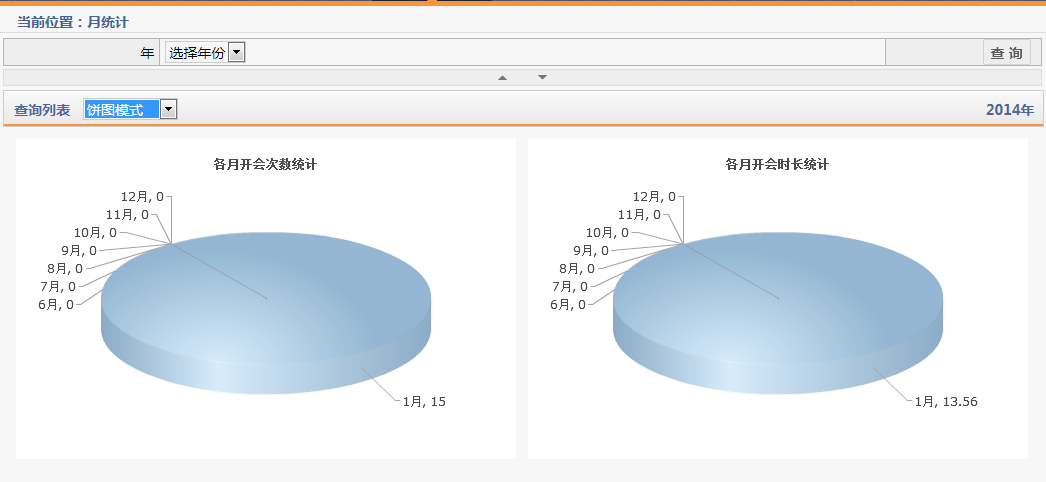 当前位置：月统计
年 选择年份 查 询
查询列表 饼图模式 2014年
各月开会次数统计
12月, 0
11月, 0
10月, 0
9月, 0
8月, 0
7月, 0
6月, 0
1月, 15
各月开会时长统计
12月, 0
11月, 0
10月, 0
9月, 0
8月, 0
7月, 0
6月, 0
1月, 13.56